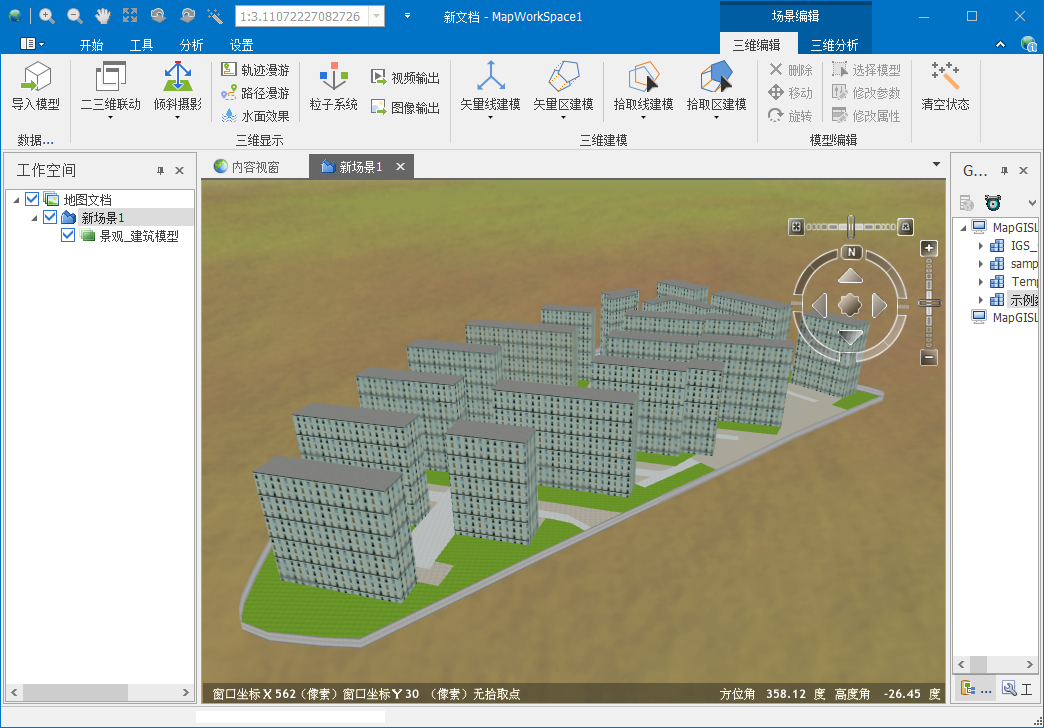 1:3.11072227082726
新文档 - MapWorkSpace1
场景编辑
开始 工具 分析 设置 三维编辑 三维分析
导入模型
二三维联动
倾斜摄影
轨迹漫游
路径漫游
水面效果
粒子系统
视频输出
图像输出
矢量线建模
矢量区建模
拾取线建模
拾取区建模
删除
移动
旋转
选择模型
修改参数
修改属性
清空状态
数据... 三维显示 三维建模 模型编辑
工作空间
地图文档
新场景1
景观_建筑模型
内容视窗 新场景1
N
窗口坐标 X 562（像素）窗口坐标 Y 30 （像素）无拾取点
方位角 358.12 度 高度角 -26.45 度
G...
MapGISL
IGS_
samp
Temp
示例数
MapGISL
... 工